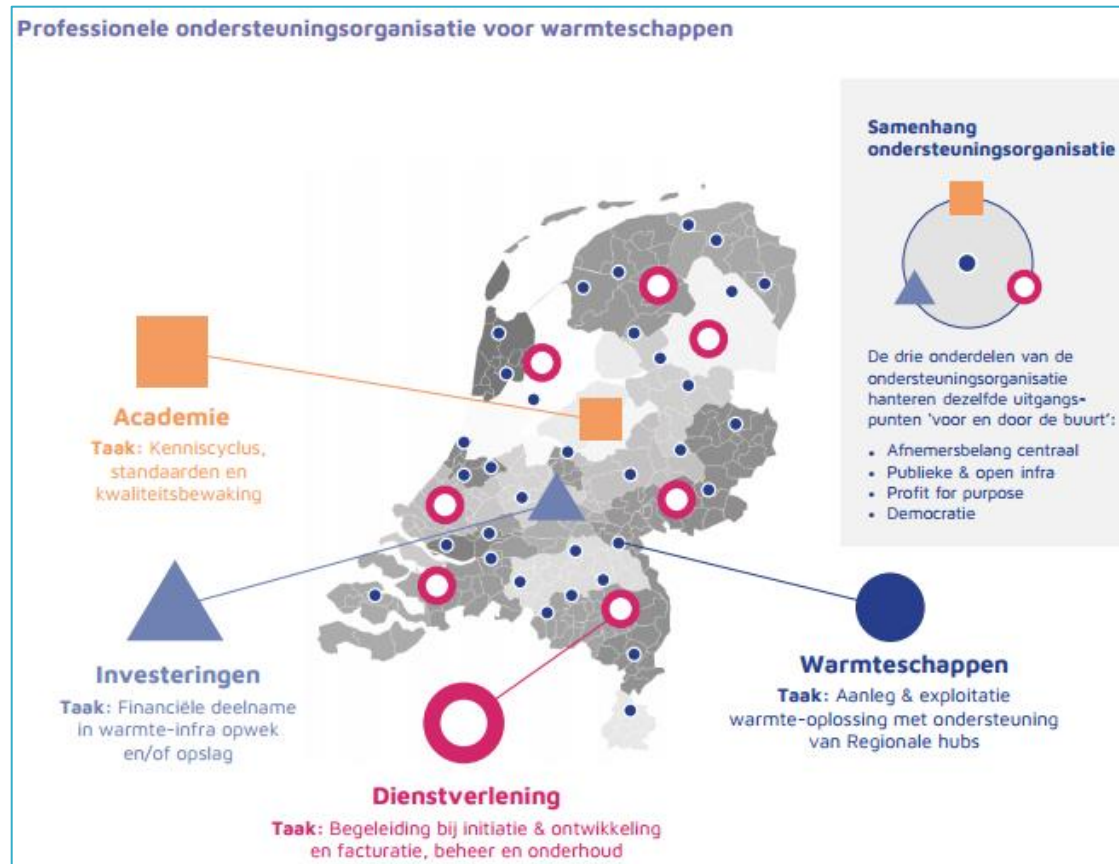 Professionele ondersteuningsorganisatie voor warmteschappen
Samenhang
ondersteuningsorganisatie
De drie onderdelen van de
ondersteuningsorganisatie
hanteren dezelfde uitgangs-
punten ‘voor en door de buurt’:
• Afnemersbelang centraal
• Publieke & open infra
• Profit for purpose
• Democratie
Academie
Taak: Kenniscyclus,
standaarden en
kwaliteitsbewaking
Investeringen
Taak: Financiële deelname
in warmte-infra opwek
en/of opslag
Warmteschappen
Taak: Aanleg & exploitatie
warmte-oplossing met ondersteuning
van Regionale hubs
Dienstverlening
Taak: Begeleiding bij initiatie & ontwikkeling
en facturatie, beheer en onderhoud